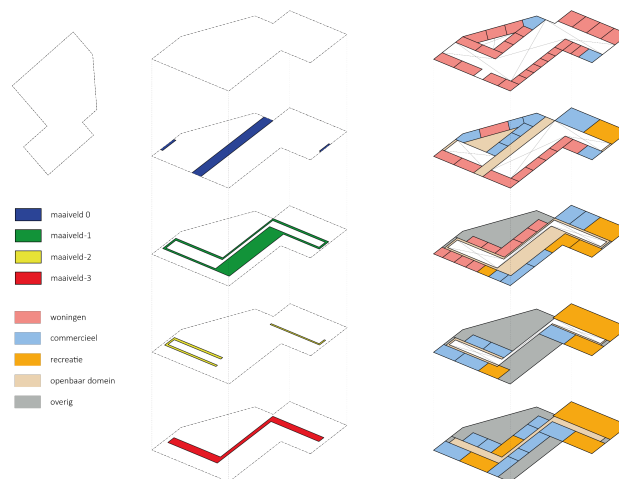 maaiveld 0
maaiveld-1
maaiveld-2
maaiveld-3
woningen
commercieel
recreatie
openbaar domein
overig